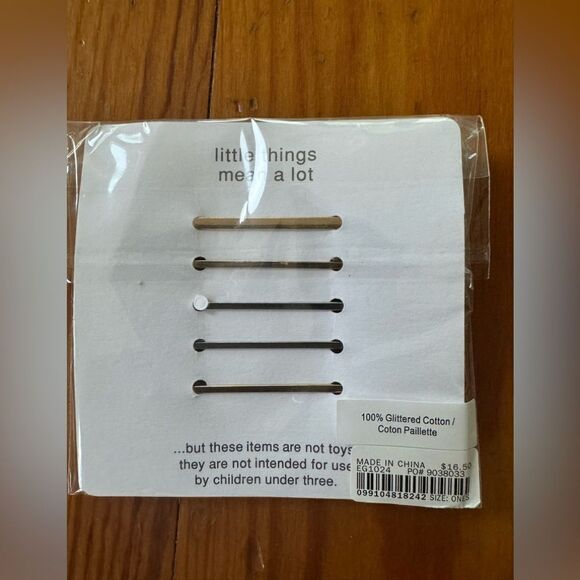 little things
mean a lot
...but these items are not toys
they are not intended for use
by children under three.
100% Glittered Cotton /
Coton Paillette
MADE IN CHINA $16.50
EG1024 PO# 9038033
099104818242 SIZE: ONES